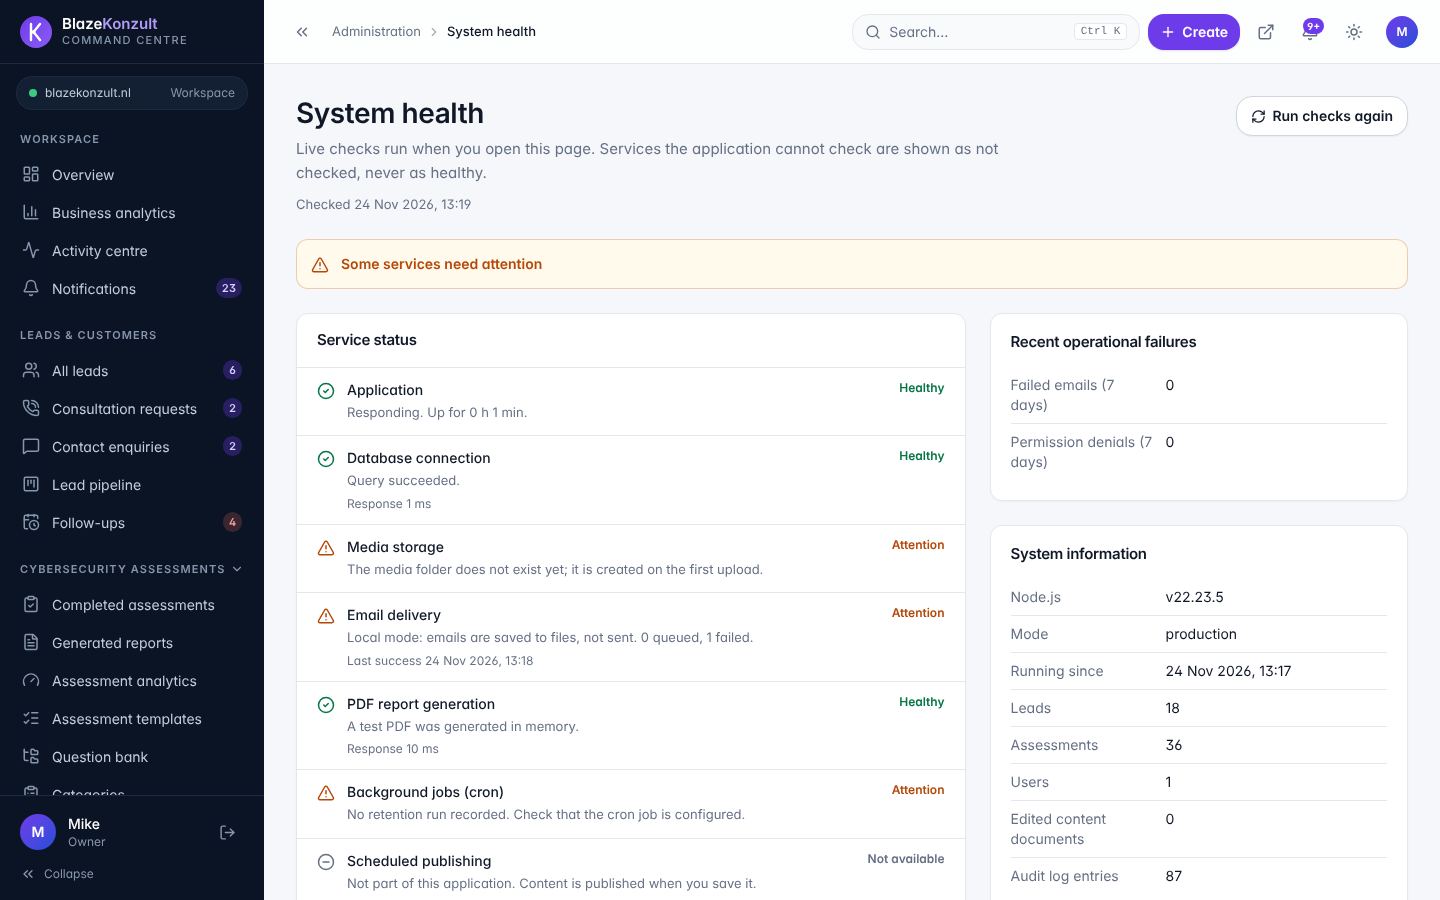 BlazeKonzult
COMMAND CENTRE
blazekonzult.nl Workspace
WORKSPACE
Overview
Business analytics
Activity centre
Notifications 23
LEADS & CUSTOMERS
All leads 6
Consultation requests 2
Contact enquiries 2
Lead pipeline
Follow-ups 4
CYBERSECURITY ASSESSMENTS
Completed assessments
Generated reports
Assessment analytics
Assessment templates
Question bank
Categories
M Mike
Owner
Collapse
Administration System health
Search... Ctrl K
Create
9+
M
System health
Run checks again
Live checks run when you open this page. Services the application cannot check are shown as not
checked, never as healthy.
Checked 24 Nov 2026, 13:19
Some services need attention
Service status
Application Healthy
Responding. Up for 0 h 1 min.
Database connection Healthy
Query succeeded.
Response 1 ms
Media storage Attention
The media folder does not exist yet; it is created on the first upload.
Email delivery Attention
Local mode: emails are saved to files, not sent. 0 queued, 1 failed.
Last success 24 Nov 2026, 13:18
PDF report generation Healthy
A test PDF was generated in memory.
Response 10 ms
Background jobs (cron) Attention
No retention run recorded. Check that the cron job is configured.
Scheduled publishing Not available
Not part of this application. Content is published when you save it.
Recent operational failures
Failed emails (7 0
days)
Permission denials (7 0
days)
System information
Node.js v22.23.5
Mode production
Running since 24 Nov 2026, 13:17
Leads 18
Assessments 36
Users 1
Edited content 0
documents
Audit log entries 87